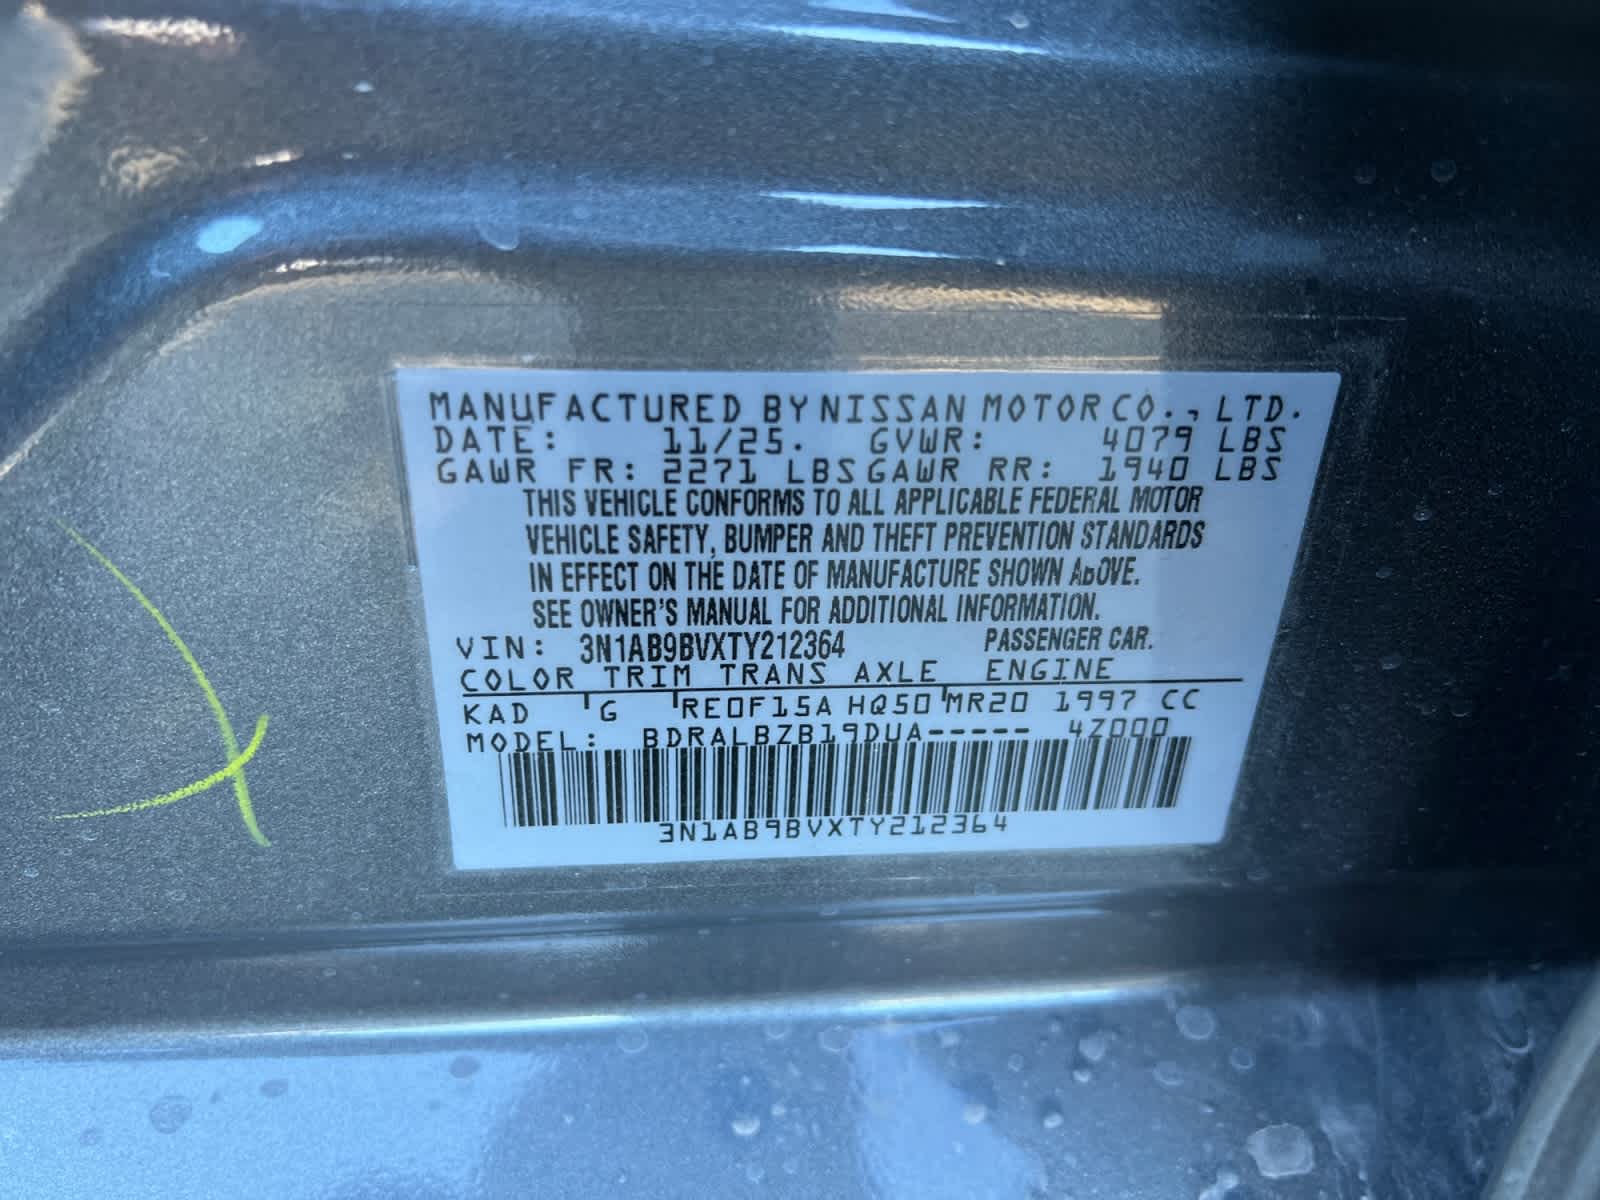 MANUFACTURED BY NISSAN MOTOR CO., LTD.
DATE: 11/25. GVWR: 4079 LBS
GAWR FR: 2271 LBS GAWR RR: 1940 LBS
THIS VEHICLE CONFORMS TO ALL APPLICABLE FEDERAL MOTOR
VEHICLE SAFETY, BUMPER AND THEFT PREVENTION STANDARDS
IN EFFECT ON THE DATE OF MANUFACTURE SHOWN ABOVE.
SEE OWNER'S MANUAL FOR ADDITIONAL INFORMATION.
VIN: 3N1AB9BVXTY212364 PASSENGER CAR.
COLOR TRIM TRANS AXLE ENGINE
KAD G RE0F15A HQ50 MR20 1997 CC
MODEL: BDRALBZB19DUA----- 4Z000
3N1AB9BVXTY212364